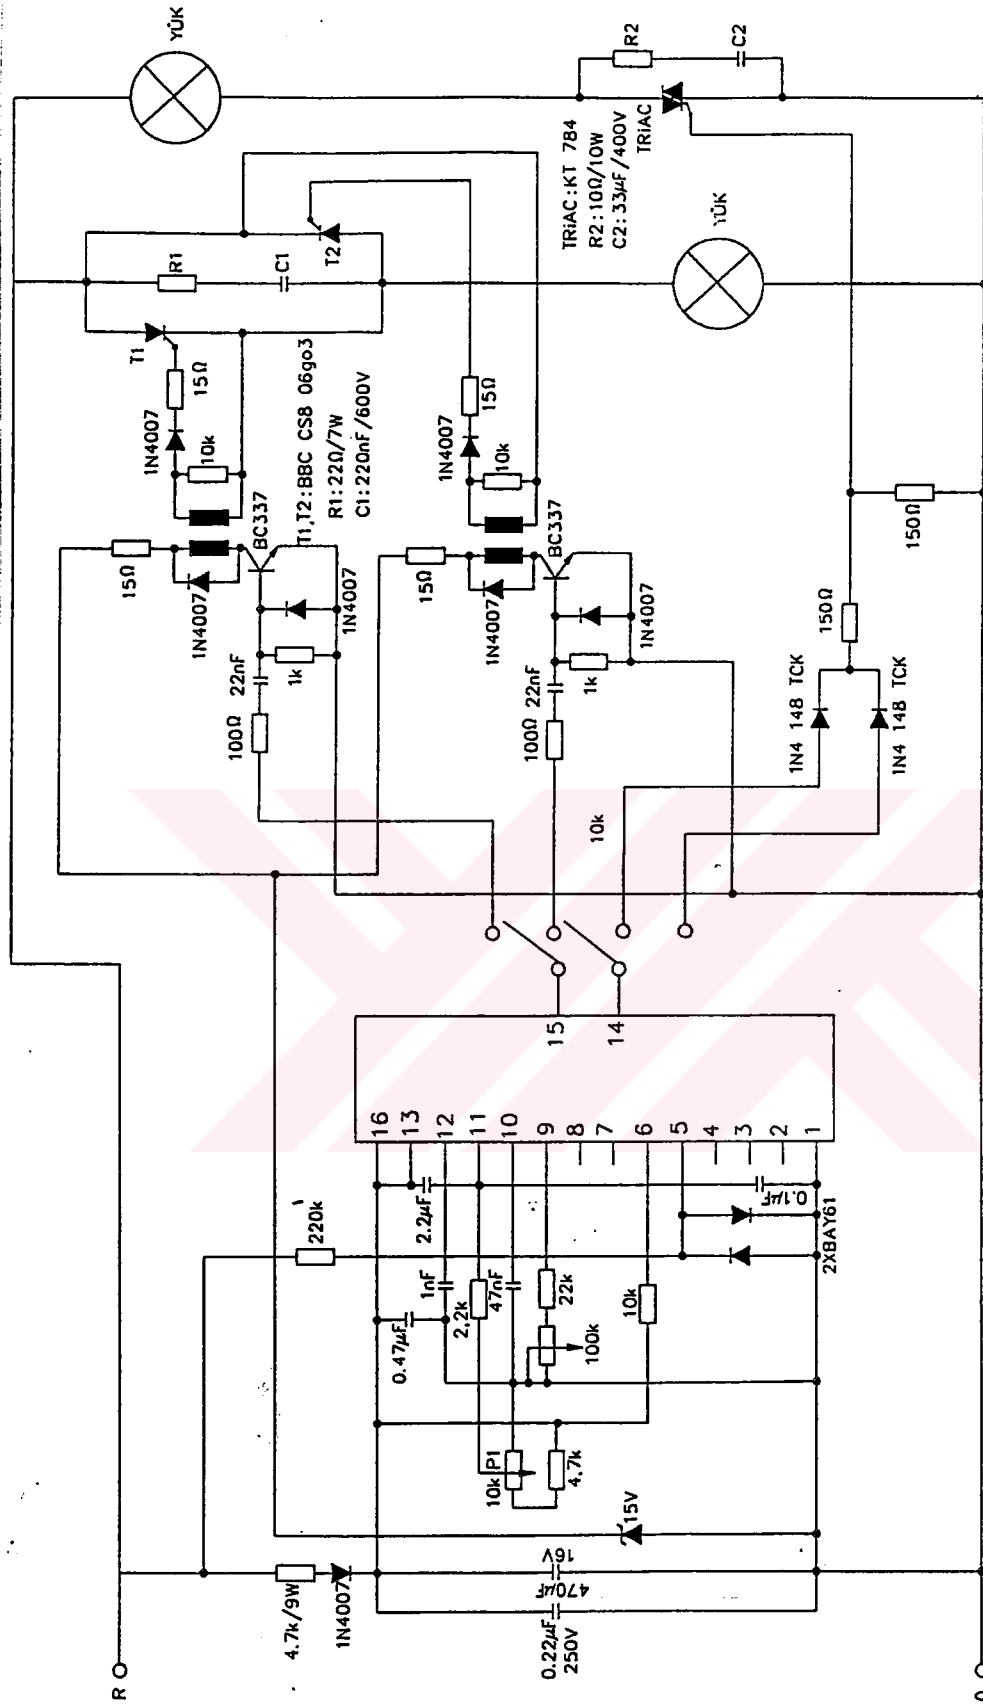 YÜK
R2
C2
TRiAC
TRiAC:KT 784
R2:10Ω/10W
C2:33µF/400V
R1
C1
T2
T1
YÜK
15Ω
1N4007
10k
T1,T2:BBC CS8 06go3
R1:22Ω/7W
C1:220nF/600V
15Ω
1N4007
10k
BC337
15Ω
1N4007
1N4007
22nF
1k
100Ω
BC337
15Ω
1N4007
1N4007
22nF
1k
100Ω
150Ω
150Ω
1N4 148 TCK
1N4 148 TCK
10k
15
14
16
13
12
11
10
9
8
7
6
5
4
3
2
1
220k
2.2µF
0.1µF
2XBAY61
1nF
0.47µF
2.2k
47nF
22k
100k
10k
10k P1
4.7k
15V
4.7k/9W
1N4007
470µF
16V
0.22µF
250V
R